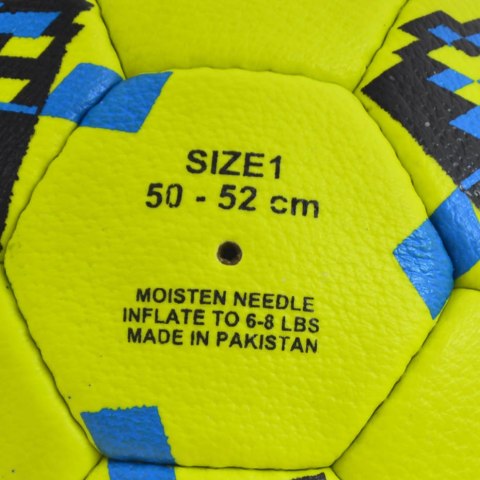 SIZE1
50 - 52 cm
MOISTEN NEEDLE
INFLATE TO 6-8 LBS
MADE IN PAKISTAN